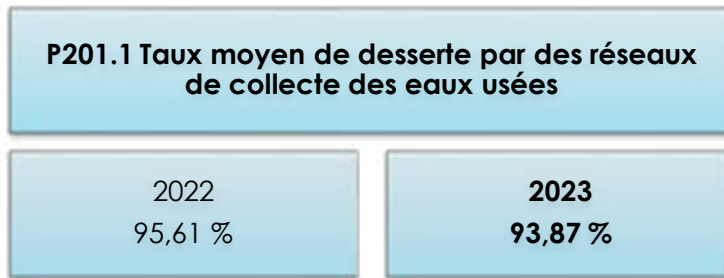 P201.1 Taux moyen de desserte par des réseaux
de collecte des eaux usées
2022
95,61 %
2023
93,87 %